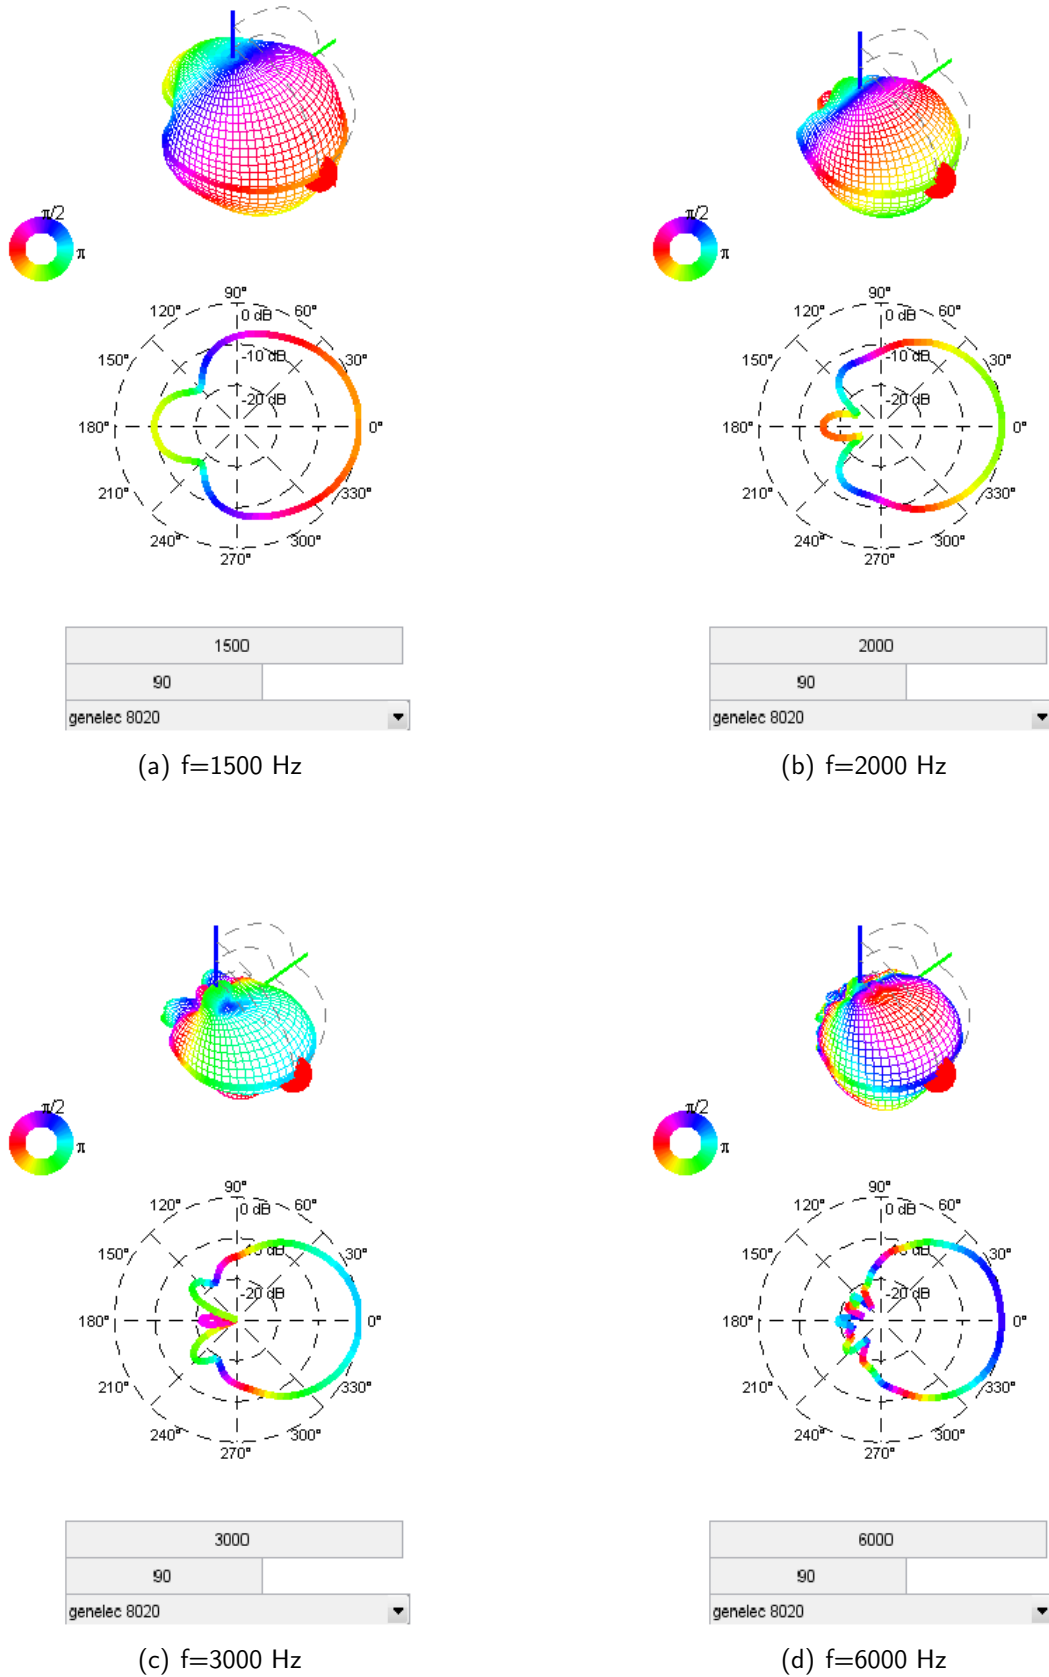 π/2
π
90°
120°
60°
0 dB
150°
30°
-10 dB
-20 dB
180°
0°
210°
330°
240°
300°
270°
1500
90
genelec 8020
(a) f=1500 Hz
π/2
π
90°
120°
60°
0 dB
150°
30°
-10 dB
-20 dB
180°
0°
210°
330°
240°
300°
270°
2000
90
genelec 8020
(b) f=2000 Hz
π/2
π
90°
120°
60°
0 dB
150°
30°
dB
-20 dB
180°
0°
210°
330°
240°
300°
270°
3000
90
genelec 8020
(c) f=3000 Hz
π/2
π
90°
120°
60°
0 dB
150°
30°
dB
-20 dB
180°
0°
210°
330°
240°
300°
270°
6000
90
genelec 8020
(d) f=6000 Hz